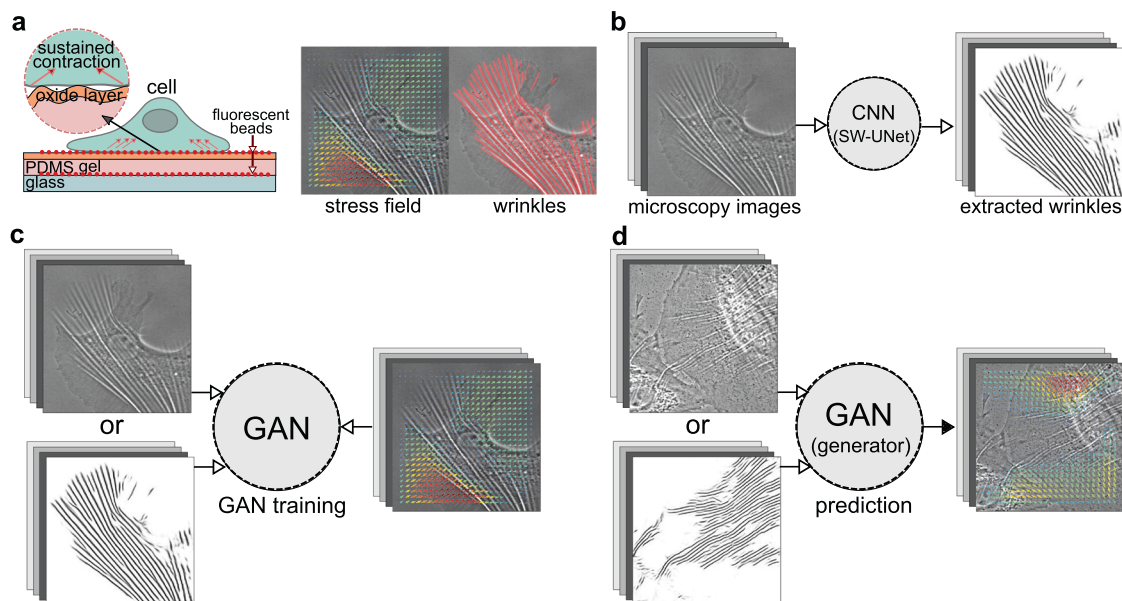 a
sustained
contraction
oxide layer
cell
fluorescent
beads
PDMS gel
glass
stress field
wrinkles
b
CNN
(SW-UNet)
microscopy images
extracted wrinkles
c
or
GAN
GAN training
d
or
GAN
(generator)
prediction